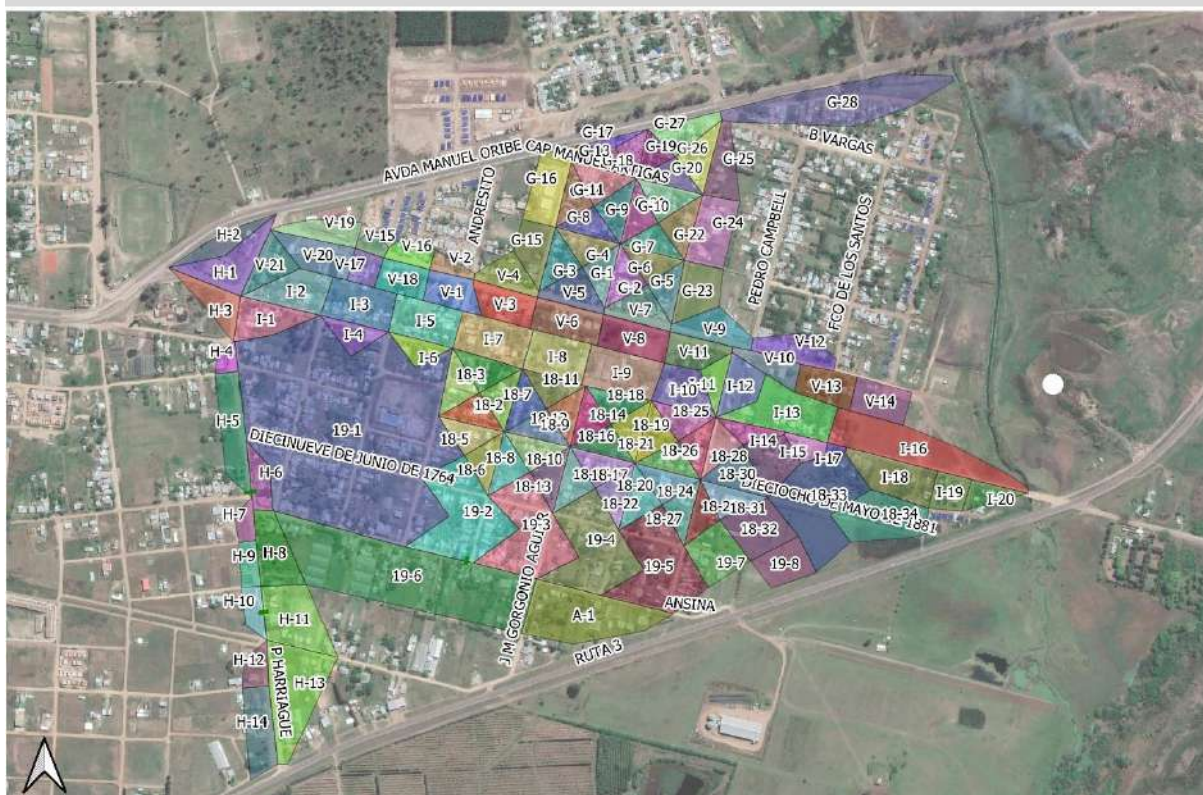 G-28
G-27
G-17
B.VARGAS
G-13
G-19
G-26
AVDA MANUEL ORIBE CAP MANUEL ARTIGAS
G-18
G-25
G-20
G-16
G-11
G-9
G-10
G-24
G-8
ANDRESITO
PEDRO CAMPBELL
FCO DE LOS SANTOS
V-19
H-2
V-15
G-15
V-16
G-7
G-22
V-20
V-21
V-17
V-2
G-4
G-6
H-1
V-18
V-4
G-3
G-1
G-5
I-2
V-1
V-5
G-2
G-23
H-3
I-3
V-3
V-7
I-1
I-5
V-6
V-9
I-4
I-7
V-8
V-12
H-4
I-6
I-8
V-11
V-10
18-3
18-11
I-9
I-11
I-12
V-13
18-7
I-10
V-14
H-5
18-2
18-18
18-14
18-25
I-13
19-1
18-9
18-19
18-5
18-16
18-21
I-14
I-16
DIECINUEVE DE JUNIO DE 1764
18-8
18-10
18-26
18-28
I-15
I-17
H-6
18-6
18-17
18-30
I-18
18-13
18-20
18-24
DIECIOCHO DE MAYO DE 1881
18-33
I-19
I-20
H-7
19-2
19-3
18-22
18-27
18-31
18-34
18-32
H-8
19-4
H-9
19-6
19-5
19-7
19-8
J M GORGONIO AGUIAR
H-10
H-11
A-1
ANSINA
RUTA 3
H-12
P HARRIAGUE
H-13
H-14